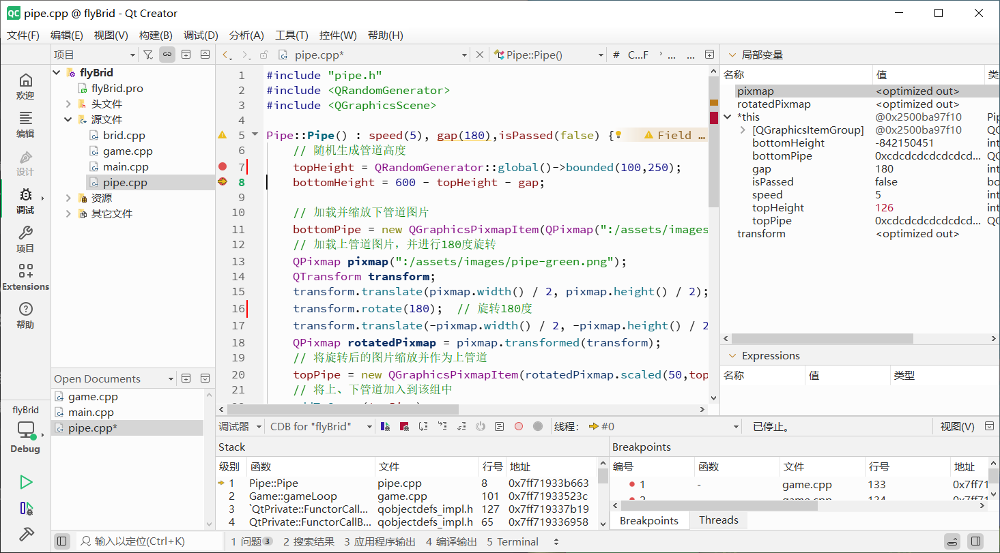 QC pipe.cpp @ flyBrid - Qt Creator
文件(F) 编辑(E) 视图(V) 构建(B) 调试(D) 分析(A) 工具(T) 控件(W) 帮助(H)
项目
pipe.cpp*
Pipe::Pipe()
# C...F
... ...
局部变量
欢迎
编辑
设计
调试
项目
Extensions
帮助
flyBrid
Debug
flyBrid
flyBrid.pro
头文件
源文件
brid.cpp
game.cpp
main.cpp
pipe.cpp
资源
其它文件
Open Documents
game.cpp
main.cpp
pipe.cpp*
1 #include "pipe.h"
2 #include <QRandomGenerator>
3 #include <QGraphicsScene>
4
5 Pipe::Pipe() : speed(5), gap(180),isPassed(false) { Field ...
6 // 随机生成管道高度
7 topHeight = QRandomGenerator::global()->bounded(100,250);
8 bottomHeight = 600 - topHeight - gap;
9
10 // 加载并缩放下管道图片
11 bottomPipe = new QGraphicsPixmapItem(QPixmap(":/assets/images
12 // 加载上管道图片，并进行180度旋转
13 QPixmap pixmap(":/assets/images/pipe-green.png");
14 QTransform transform;
15 transform.translate(pixmap.width() / 2, pixmap.height() / 2);
16 transform.rotate(180); // 旋转180度
17 transform.translate(-pixmap.width() / 2, -pixmap.height() / 2
18 QPixmap rotatedPixmap = pixmap.transformed(transform);
19 // 将旋转后的图片缩放并作为上管道
20 topPipe = new QGraphicsPixmapItem(rotatedPixmap.scaled(50,top
21 // 将上、下管道加入到该组中
名称 值 类
pixmap <optimized out>
rotatedPixmap <optimized out>
*this @0x2500ba97f10 Pip
[QGraphicsItemGroup] @0x2500ba97f10 QG
bottomHeight -842150451 int
bottomPipe 0xcdcdcdcdcdcdcd... QG
gap 180 int
isPassed false bo
speed 5 int
topHeight 126 int
topPipe 0xcdcdcdcdcdcdcd... QG
transform <optimized out>
Expressions
名称 值 类型
调试器 CDB for "flyBrid" 线程： #0 已停止。 视图(V)
Stack
级别 函数 文件 行号 地址
1 Pipe::Pipe pipe.cpp 8 0x7ff71933b663
2 Game::gameLoop game.cpp 101 0x7ff71933523c
3 `QtPrivate::FunctorCall... qobjectdefs_impl.h 127 0x7ff719337b19
4 QtPrivate::FunctorCallB... qobjectdefs_impl.h 65 0x7ff719336958
Breakpoints
编号 函数 文件 行号 地址
1 - game.cpp 133 0x7ff71
Breakpoints Threads
输入以定位(Ctrl+K) 1 问题 3 2 搜索结果 3 应用程序输出 4 编译输出 5 Terminal